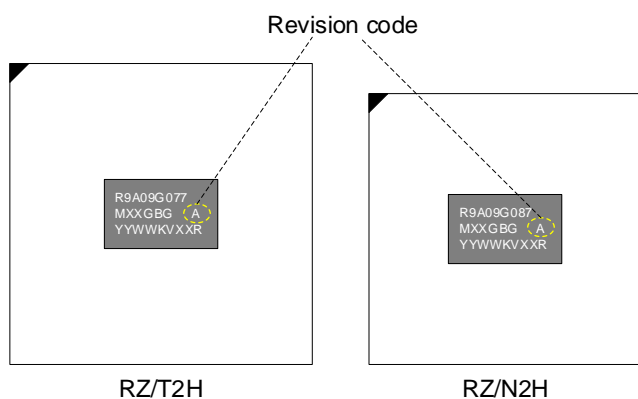 Revision code
R9A09G077
MXXGBG A
YYWWKVXXR
R9A09G087
MXXGBG A
YYWWKVXXR
RZ/T2H
RZ/N2H